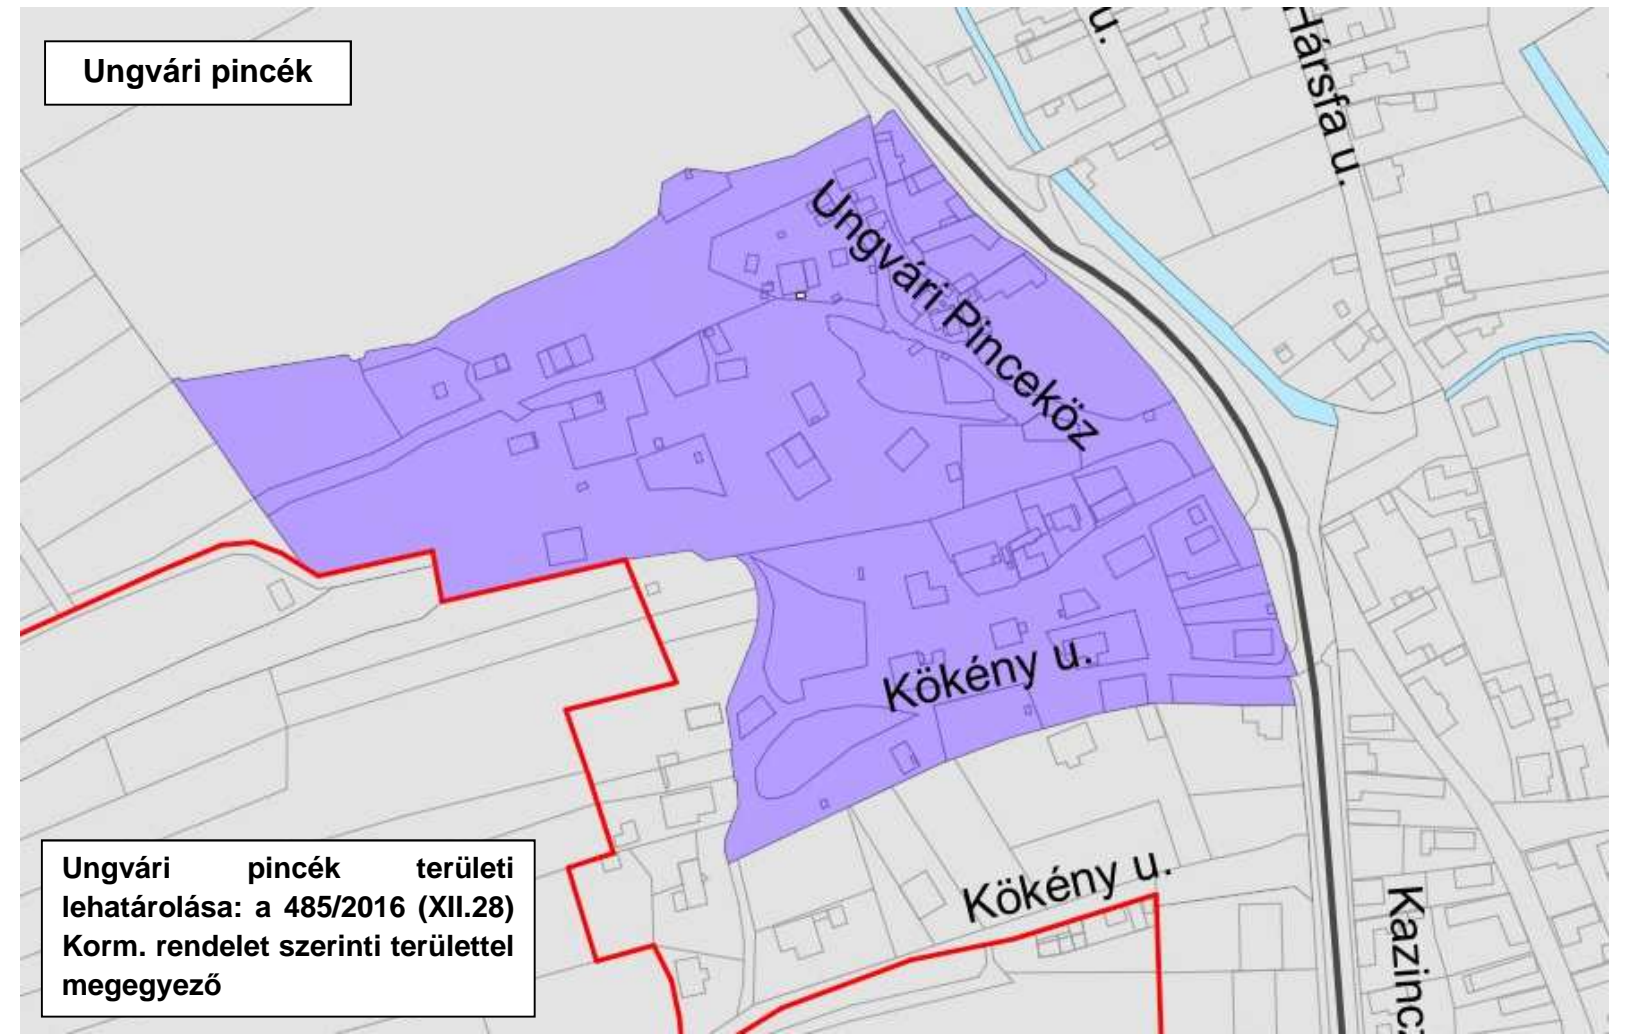 Ungvári pincék
u.
Hársfa u.
Ungvári Pinceköz
Kökény u.
Kökény u.
Kazincz
Ungvári pincék területi
lehatárolása: a 485/2016 (XII.28)
Korm. rendelet szerinti területtel
megegyező